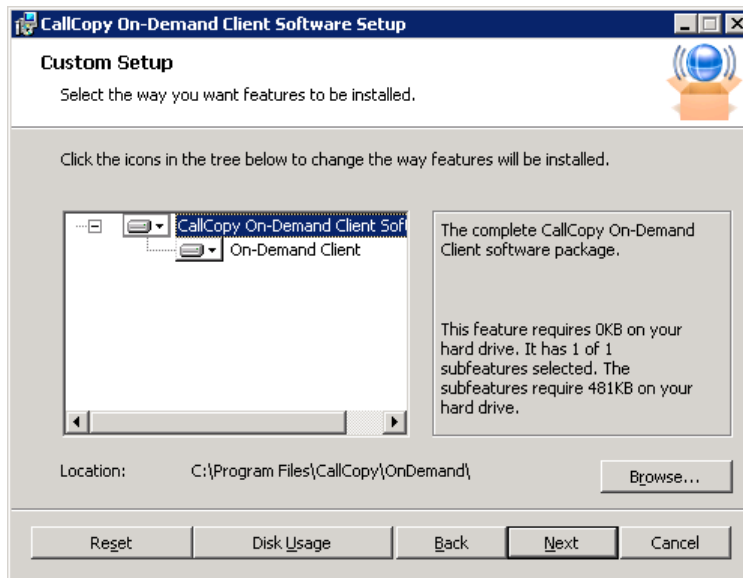 CallCopy On-Demand Client Software Setup
Custom Setup
Select the way you want features to be installed.
Click the icons in the tree below to change the way features will be installed.
CallCopy On-Demand Client Soft
On-Demand Client
The complete CallCopy On-Demand
Client software package.
This feature requires 0KB on your
hard drive. It has 1 of 1
subfeatures selected. The
subfeatures require 481KB on your
hard drive.
Location: C:\Program Files\CallCopy\OnDemand\
Browse...
Reset Disk Usage Back Next Cancel